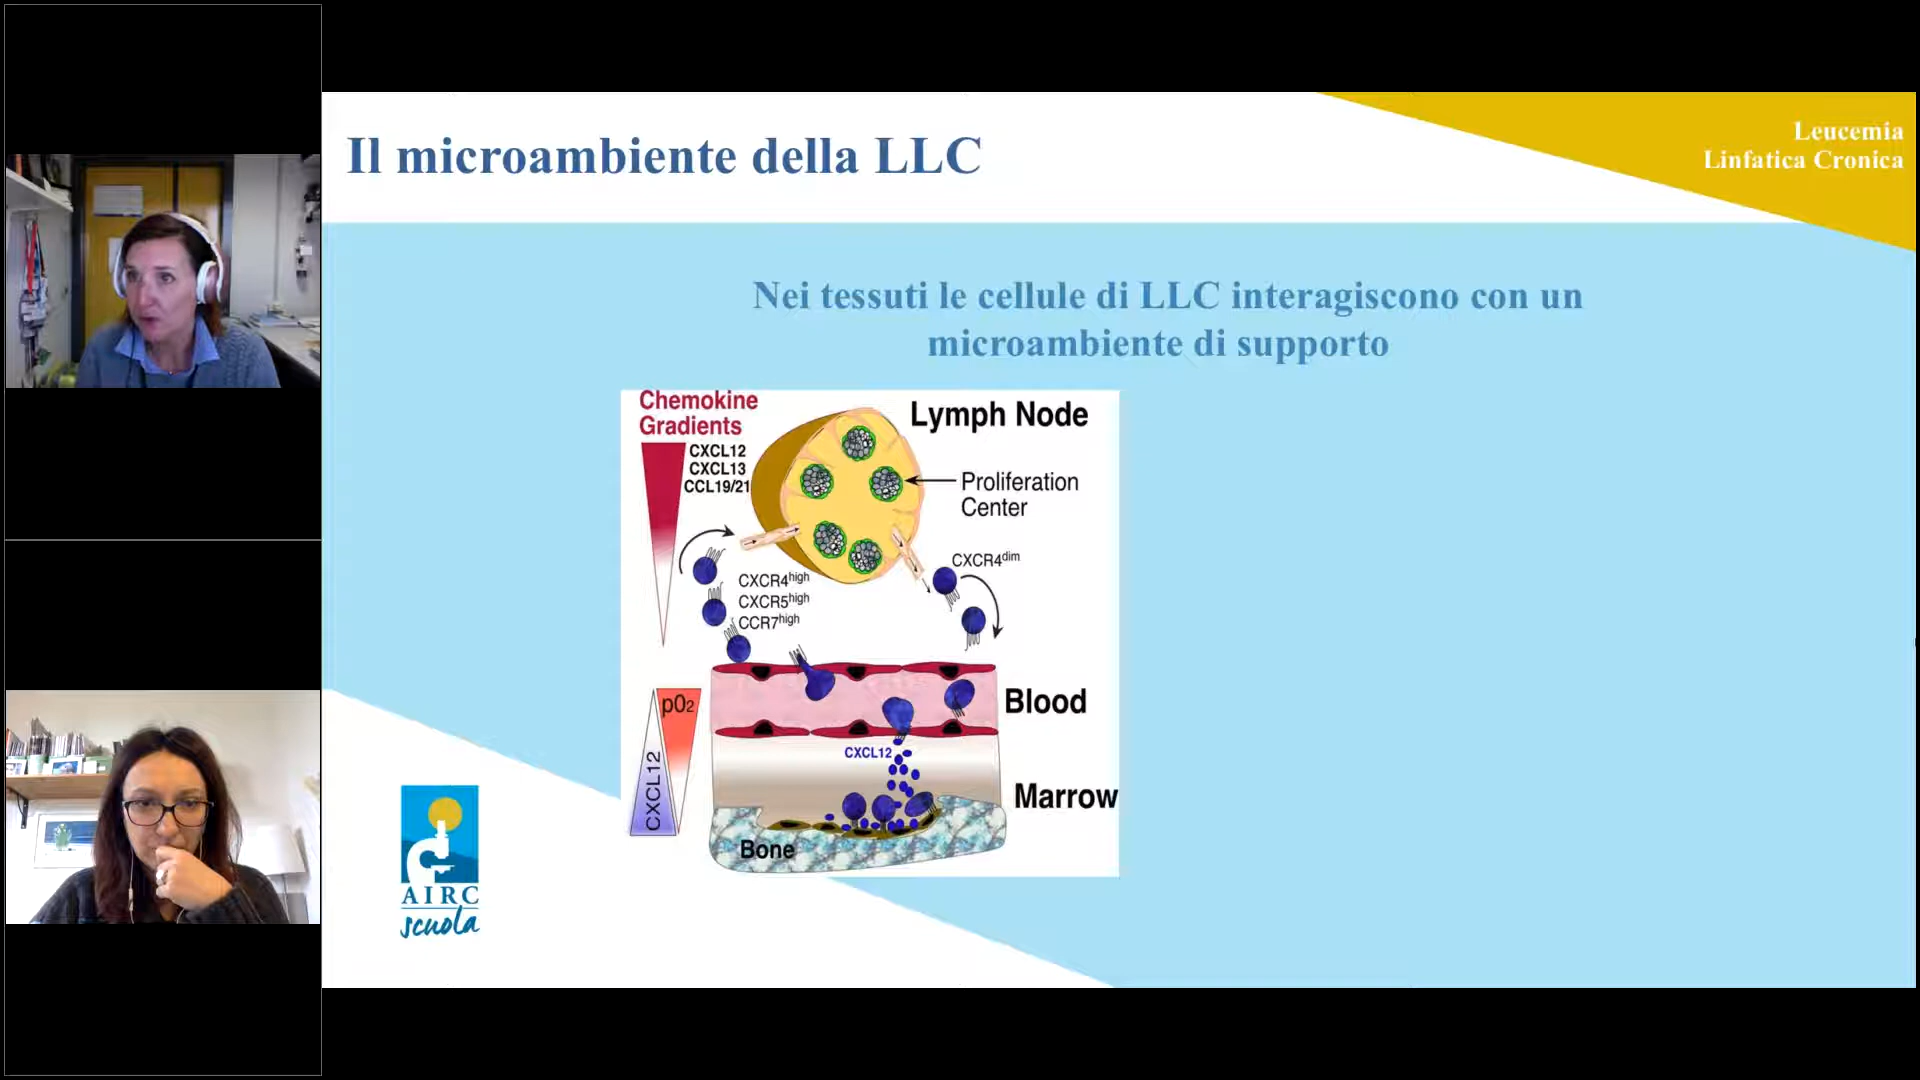 Il microambiente della LLC
Leucemia
Linfatica Cronica
Nei tessuti le cellule di LLC interagiscono con un
microambiente di supporto
Chemokine
Gradients
CXCL12
CXCL13
CCL19/21
Lymph Node
Proliferation
Center
CXCR4dim
CXCR4high
CXCR5high
CCR7high
pO2
CXCL12
Blood
CXCL12
Marrow
Bone
AIRC
scuola